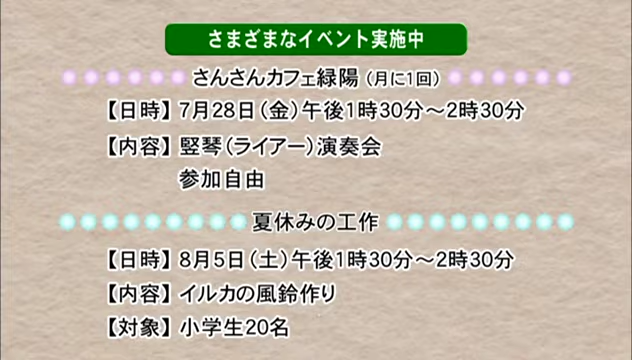 さまざまなイベント実施中
さんさんカフェ緑陽（月に1回）
【日時】7月28日（金）午後1時30分～2時30分
【内容】竪琴（ライアー）演奏会
参加自由
夏休みの工作
【日時】8月5日（土）午後1時30分～2時30分
【内容】イルカの風鈴作り
【対象】小学生20名